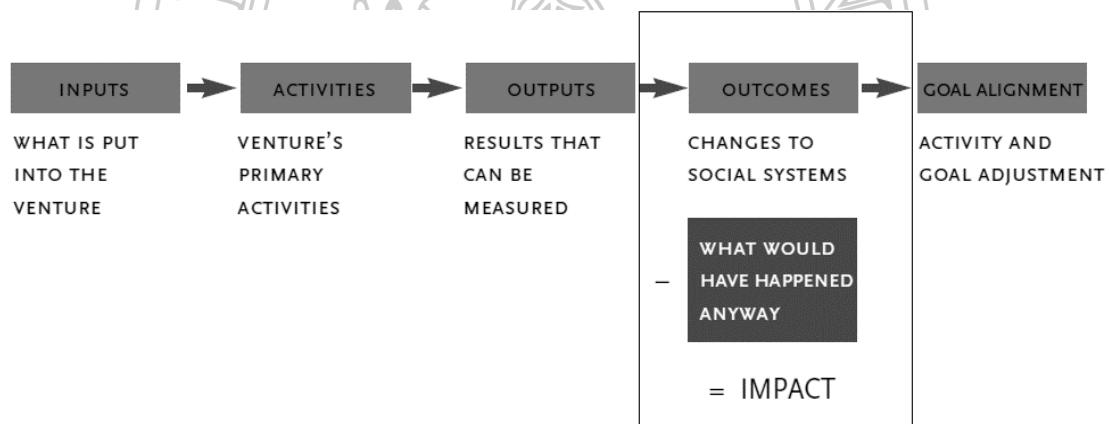 INPUTS
ACTIVITIES
OUTPUTS
OUTCOMES
GOAL ALIGNMENT
WHAT IS PUT
INTO THE
VENTURE
VENTURE’S
PRIMARY
ACTIVITIES
RESULTS THAT
CAN BE
MEASURED
CHANGES TO
SOCIAL SYSTEMS
ACTIVITY AND
GOAL ADJUSTMENT
–
WHAT WOULD
HAVE HAPPENED
ANYWAY
= IMPACT